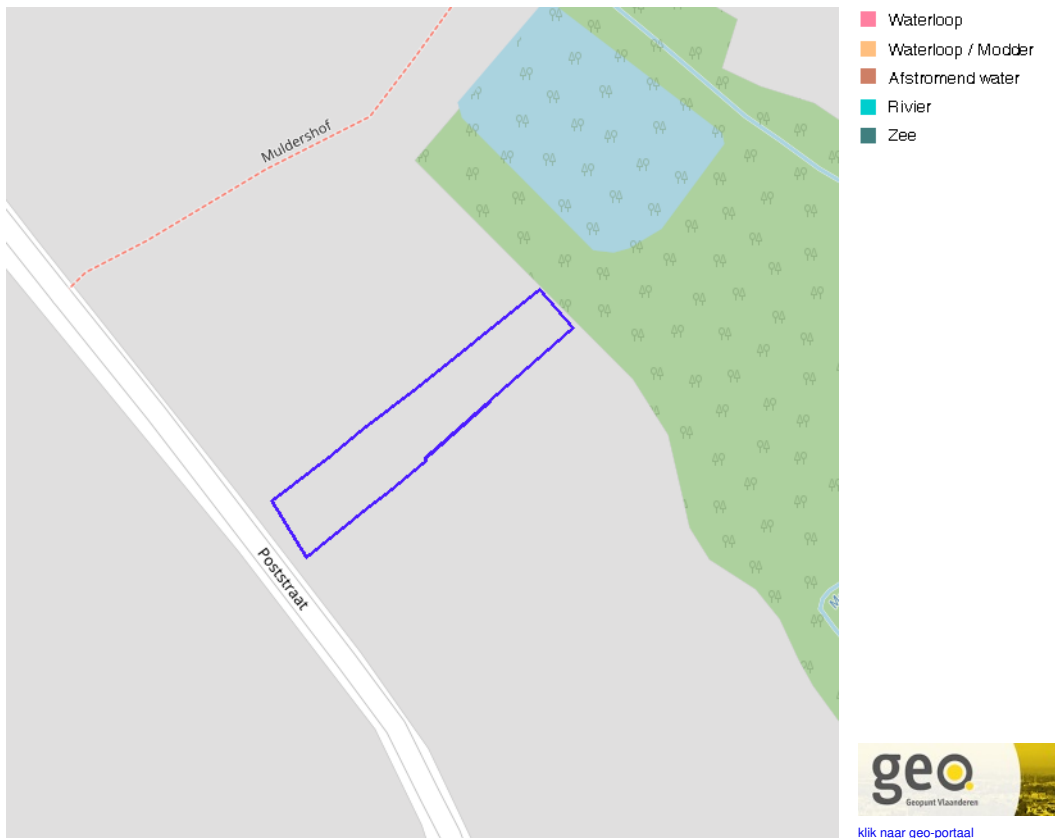 Muldershof
Poststraat
M
Waterloop
Waterloop / Modder
Afstromend water
Rivier
Zee
geo.
Geopunt Vlaanderen
klik naar geo-portaal